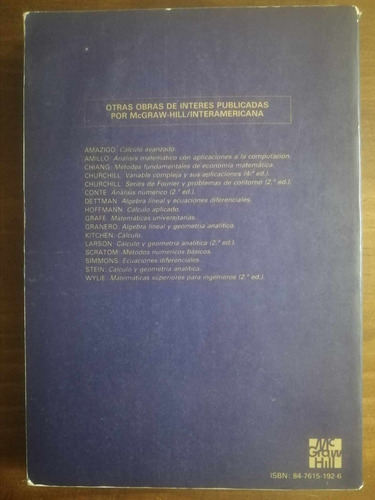 OTRAS OBRAS DE INTERES PUBLICADAS
POR McGRAW-HILL/INTERAMERICANA
AMAZIGO: Cálculo avanzado.
AMILLO: Análisis matemático con aplicaciones a la computación.
CHIANG: Métodos fundamentales de economía matemática.
CHURCHILL: Variable compleja y sus aplicaciones (4.ª ed.).
CHURCHILL: Series de Fourier y problemas de contorno (2.ª ed.).
CONTE: Análisis numérico (2.ª ed.).
DETTMAN: Algebra lineal y ecuaciones diferenciales.
HOFFMANN: Cálculo aplicado.
GRAFE: Matemáticas universitarias.
GRANERO: Algebra lineal y geometría analítica.
KITCHEN: Cálculo.
LARSON: Cálculo y geometría analítica (2.ª ed.).
SCRATON: Métodos numéricos básicos.
SIMMONS: Ecuaciones diferenciales.
STEIN: Cálculo y geometría analítica.
WYLIE: Matemáticas superiores para ingenieros (2.ª ed.).
Mc
Graw
Hill
ISBN: 84-7615-192-6